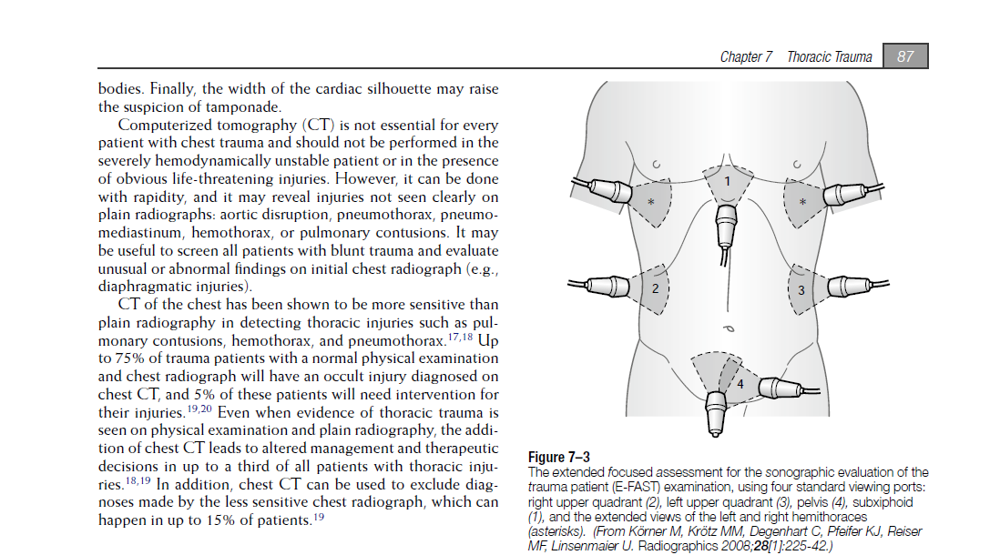 Chapter 7 Thoracic Trauma 87
bodies. Finally, the width of the cardiac silhouette may raise
the suspicion of tamponade.
Computerized tomography (CT) is not essential for every
patient with chest trauma and should not be performed in the
severely hemodynamically unstable patient or in the presence
of obvious life-threatening injuries. However, it can be done
with rapidity, and it may reveal injuries not seen clearly on
plain radiographs: aortic disruption, pneumothorax, pneumo-
mediastinum, hemothorax, or pulmonary contusions. It may
be useful to screen all patients with blunt trauma and evaluate
unusual or abnormal findings on initial chest radiograph (e.g.,
diaphragmatic injuries).
CT of the chest has been shown to be more sensitive than
plain radiography in detecting thoracic injuries such as pul-
monary contusions, hemothorax, and pneumothorax.17,18 Up
to 75% of trauma patients with a normal physical examination
and chest radiograph will have an occult injury diagnosed on
chest CT, and 5% of these patients will need intervention for
their injuries.19,20 Even when evidence of thoracic trauma is
seen on physical examination and plain radiography, the addi-
tion of chest CT leads to altered management and therapeutic
decisions in up to a third of all patients with thoracic inju-
ries.18,19 In addition, chest CT can be used to exclude diag-
noses made by the less sensitive chest radiograph, which can
happen in up to 15% of patients.19
1
* *
2 3
4
Figure 7–3
The extended focused assessment for the sonographic evaluation of the
trauma patient (E-FAST) examination, using four standard viewing ports:
right upper quadrant (2), left upper quadrant (3), pelvis (4), subxiphoid
(1), and the extended views of the left and right hemithoraces
(asterisks). (From Körner M, Krötz MM, Degenhart C, Pfeifer KJ, Reiser
MF, Linsenmaier U. Radiographics 2008;28[1]:225-42.)